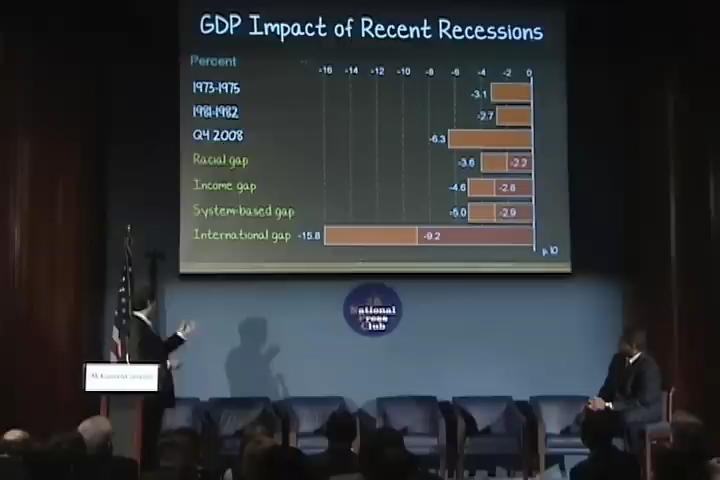 GDP Impact of Recent Recessions
Percent
-16 -14 -12 -10 -8 -6 -4 -2 0
1973-1975 -3.1
1981-1982 -2.7
Q4 2008 -6.3
Racial gap -3.6 -2.2
Income gap -4.6 -2.8
System-based gap -5.0 -2.9
International gap -15.8 -9.2
p.10
National
Press
Club